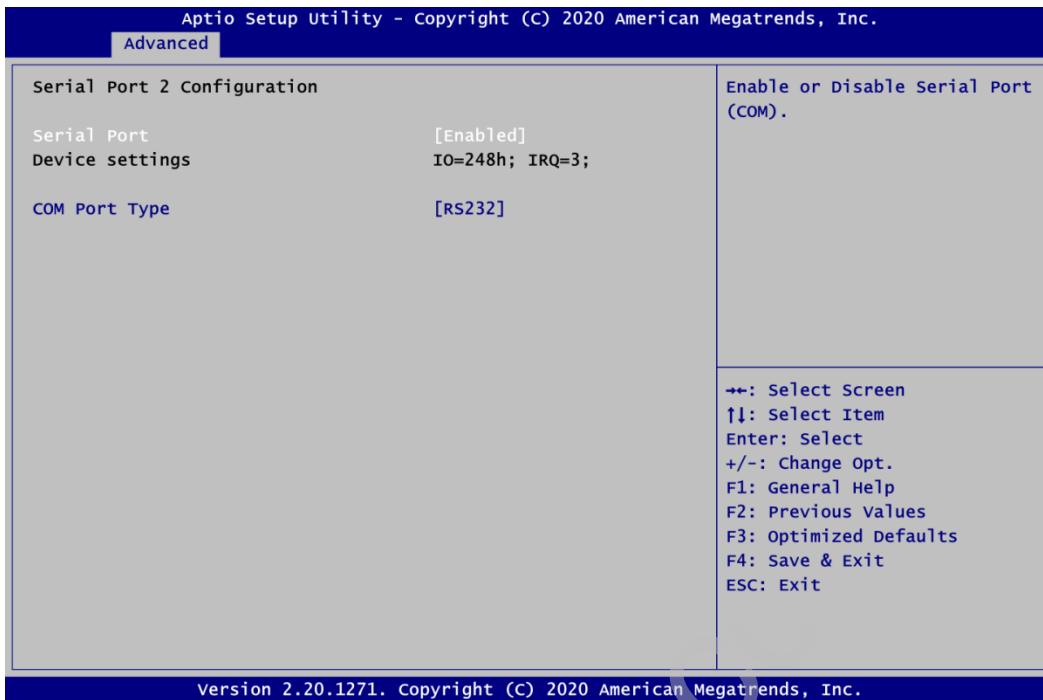 Aptio Setup Utility - Copyright (C) 2020 American Megatrends, Inc.
Advanced
Serial Port 2 Configuration
Serial Port [Enabled]
Device settings IO=248h; IRQ=3;
COM Port Type [RS232]
Enable or Disable Serial Port
(COM).
→←: Select Screen
↑↓: Select Item
Enter: Select
+/-: Change Opt.
F1: General Help
F2: Previous Values
F3: Optimized Defaults
F4: Save & Exit
ESC: Exit
Version 2.20.1271. Copyright (C) 2020 American Megatrends, Inc.